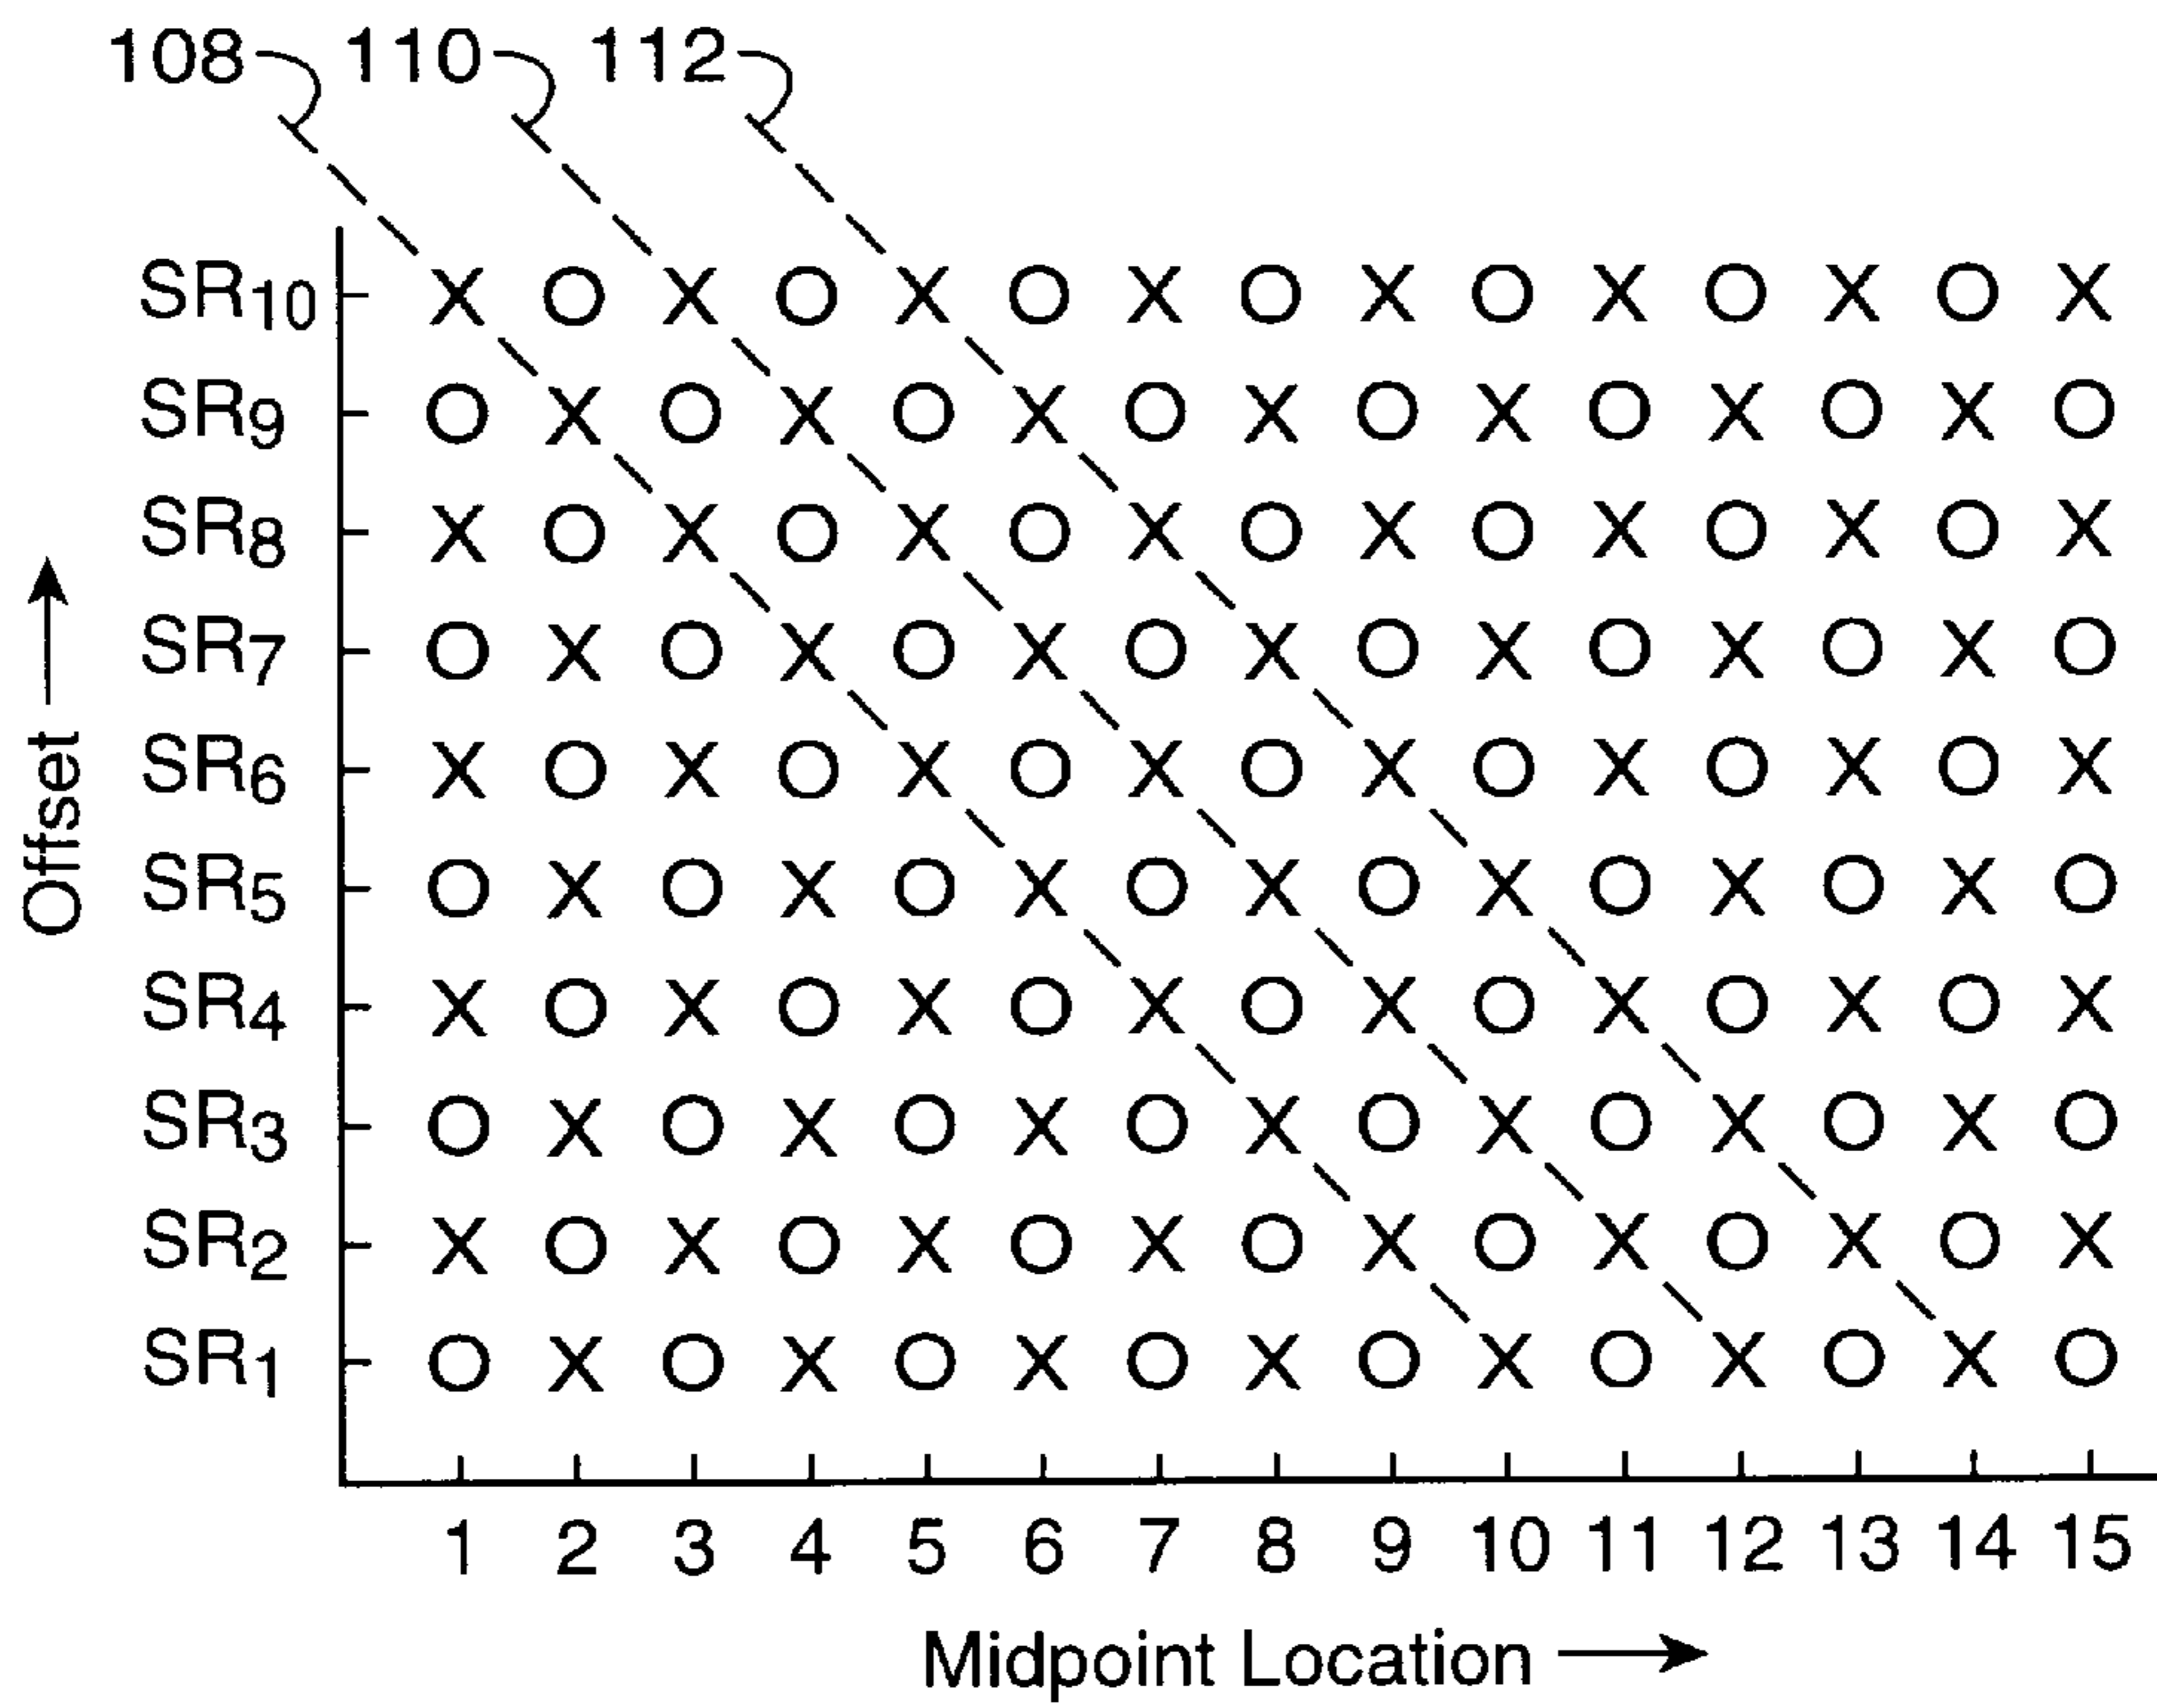 108 110 112
SR10 X O X O X O X O X O X O X O X
SR9 O X O X O X O X O X O X O X O
SR8 X O X O X O X O X O X O X O X
SR7 O X O X O X O X O X O X O X O
SR6 X O X O X O X O X O X O X O X
SR5 O X O X O X O X O X O X O X O
SR4 X O X O X O X O X O X O X O X
SR3 O X O X O X O X O X O X O X O
SR2 X O X O X O X O X O X O X O X
SR1 O X O X O X O X O X O X O X O
Offset
1 2 3 4 5 6 7 8 9 10 11 12 13 14 15
Midpoint Location